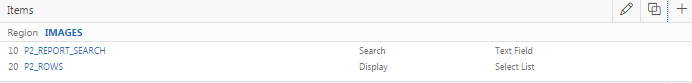 Items
Region IMAGES
10 P2_REPORT_SEARCH Search Text Field
20 P2_ROWS Display Select List